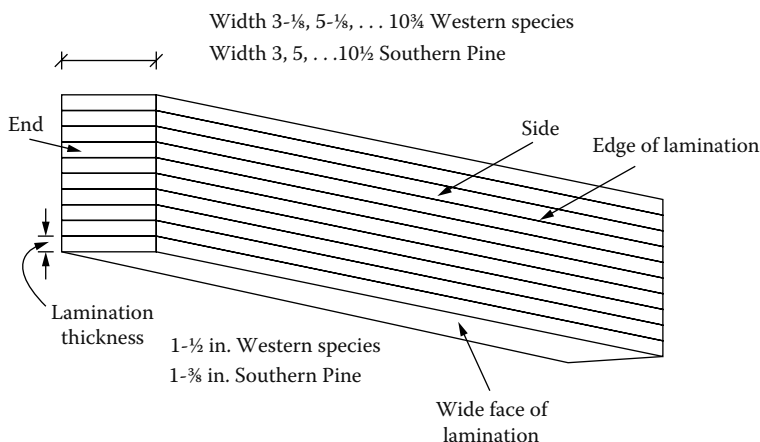 Width 3-⅛, 5-⅛, . . . 10¾ Western species
Width 3, 5, . . .10½ Southern Pine
End
Side
Edge of lamination
Lamination
thickness
1-½ in. Western species
1-⅜ in. Southern Pine
Wide face of
lamination